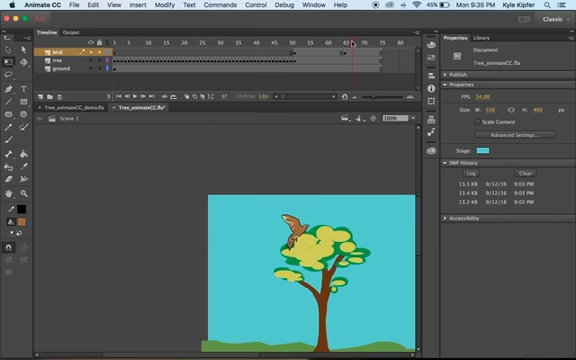 Animate CC File Edit View Insert Modify Text Commands Control Debug Window Help
45% Mon 9:35 PM Kyle Kipfer
An Classic
Timeline Output
1 5 10 15 20 25 30 35 40 45 50 55 60 65 70 75 80
bird
tree
ground
Tree_animateCC_demo.fla Tree_animateCC.fla*
Scene 1 100%
Properties Library
Document
Tree_animateCC.fla
Publish
Properties
FPS: 24.00
Size: W: 550 H: 400 px
Scale Content
Advanced Settings...
Stage:
SWF History
Log Clear
13.5 K 9/12/16 9:03 PM
13.4 K 9/12/16 9:03 PM
13.2 K 9/12/16 9:02 PM
Accessibility